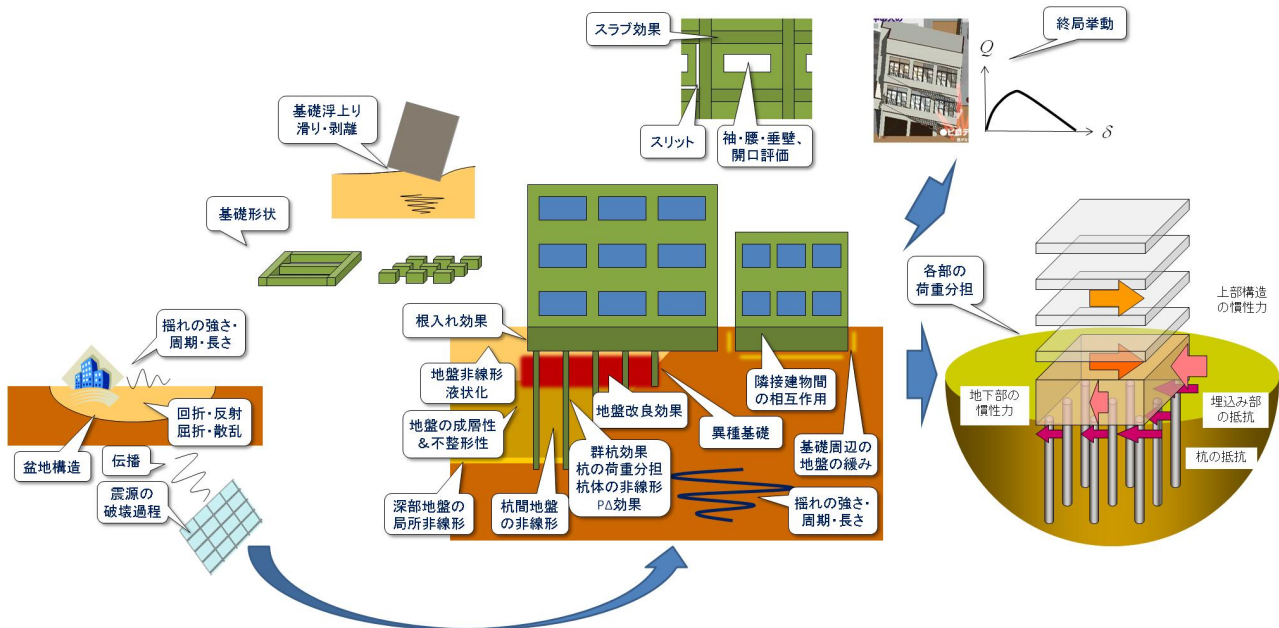 スラブ効果
スリット
袖・腰・垂壁、
開口評価
終局挙動
Q
δ
基礎浮上り
滑り・剥離
基礎形状
各部の
荷重分担
上部構造
の慣性力
地下部
の慣性力
埋込み部
の抵抗
杭の抵抗
揺れの強さ・
周期・長さ
回折・反射
屈折・散乱
盆地構造
伝播
震源の
破壊過程
根入れ効果
地盤非線形
液状化
地盤の成層性
&不整形性
地盤改良効果
異種基礎
隣接建物間
の相互作用
基礎周辺の
地盤の緩み
群杭効果
杭の荷重分担
杭体の非線形
PΔ効果
深部地盤の
局所非線形
杭間地盤
の非線形
揺れの強さ・
周期・長さ